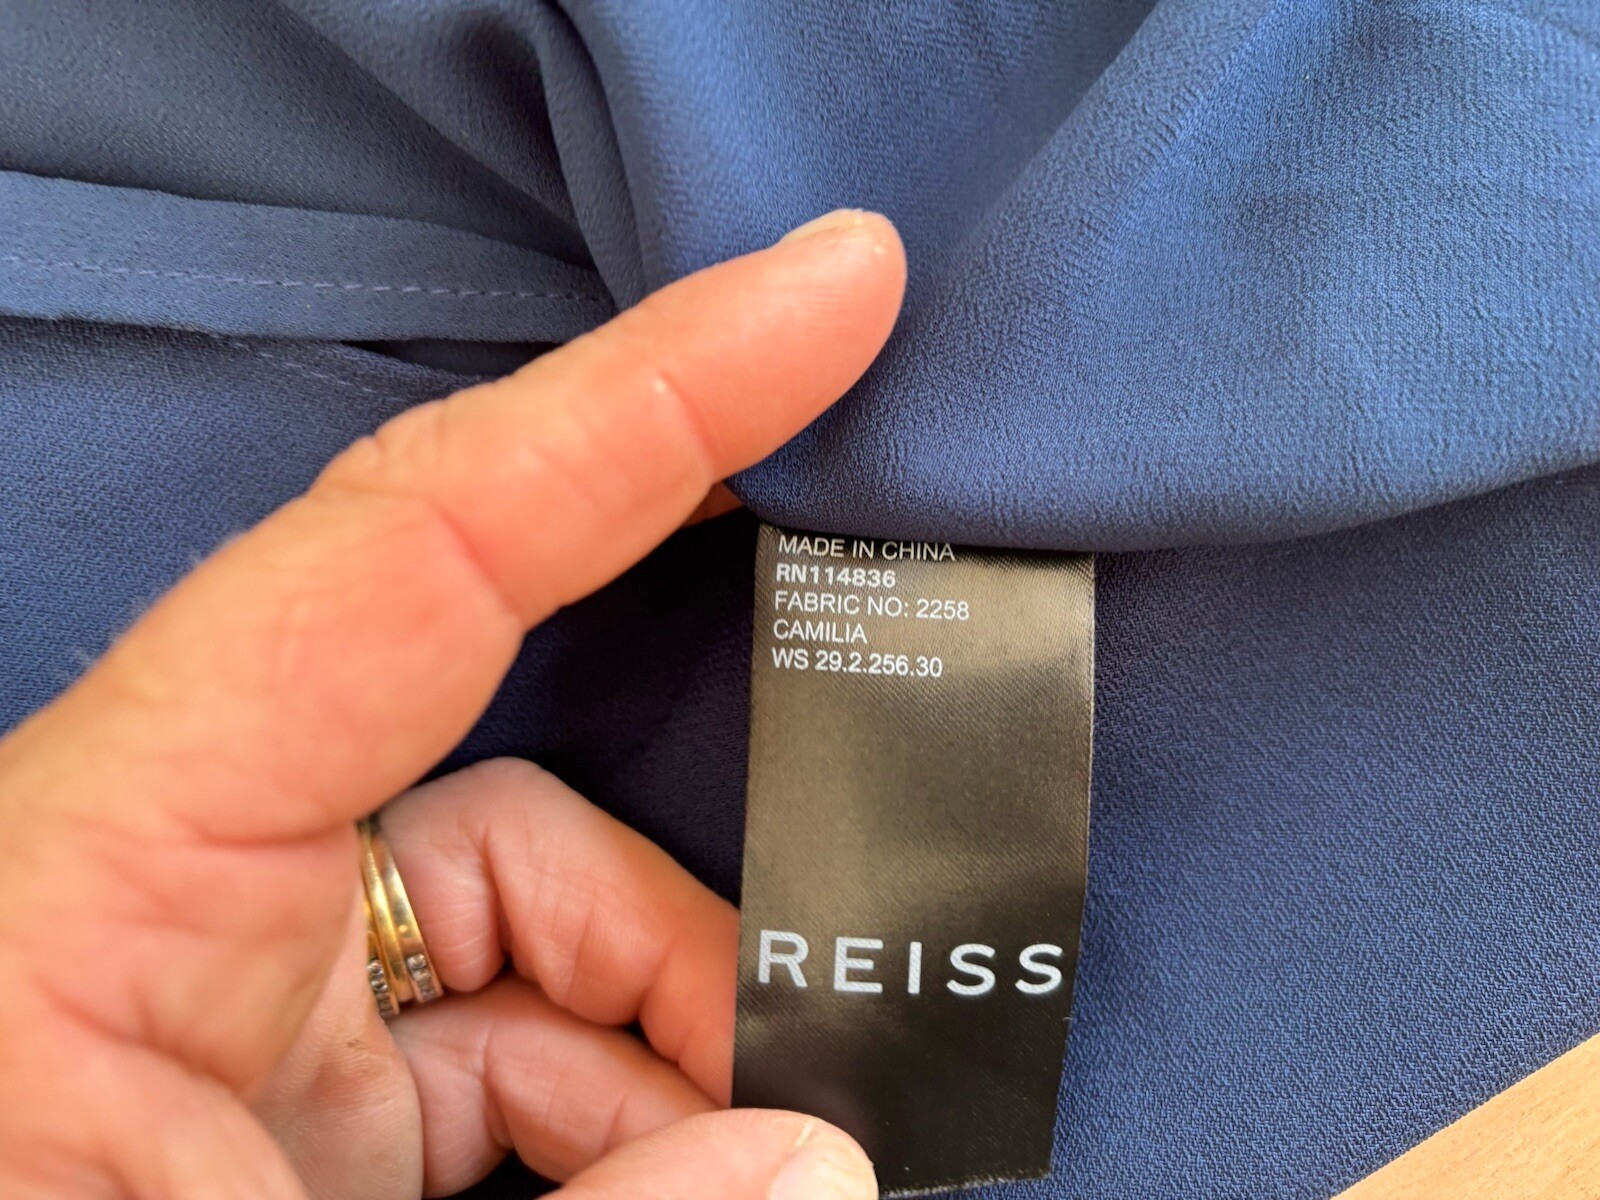 MADE IN CHINA
RN114836
FABRIC NO: 2258
CAMILIA
WS 29.2.256.30
REISS